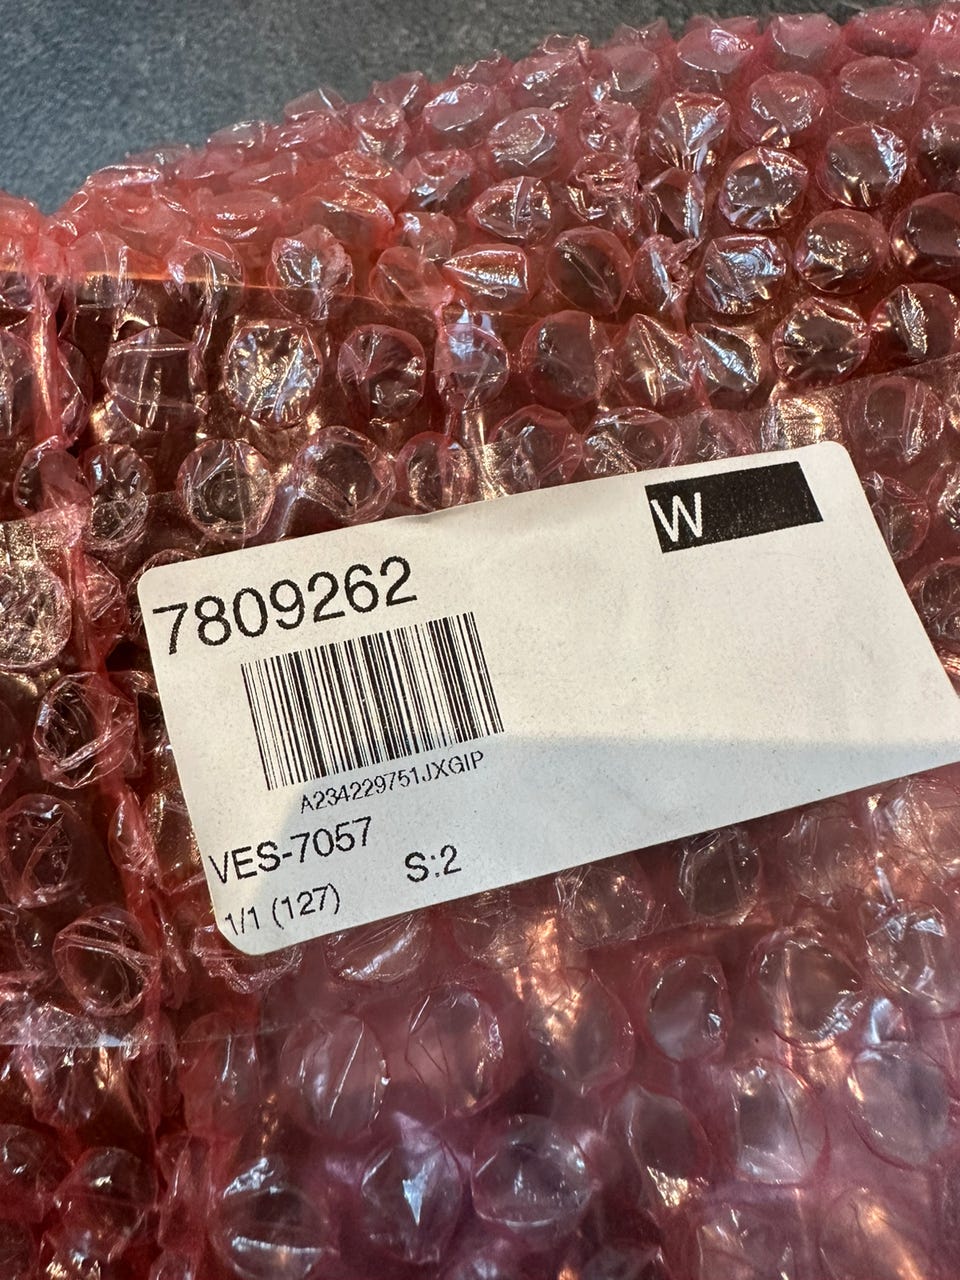 W
7809262
A234229751JXGIP
VES-7057
S:2
1/1 (127)